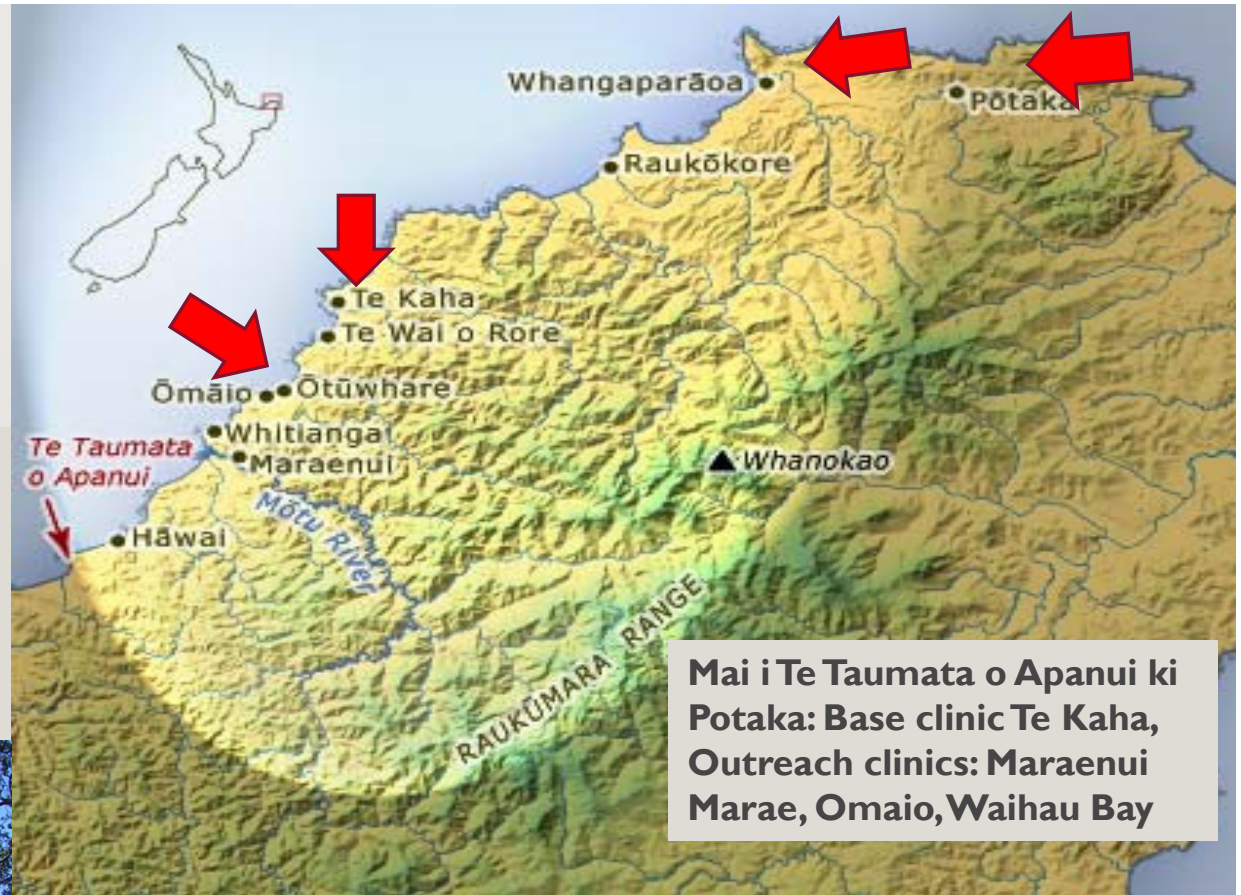 Whangaparāoa
Pōtaka
Raukōkore
Te Kaha
Te Wai o Rore
Ōmāio
Ōtūwhare
Whitianga
Te Taumata
o Apanui
Maraenui
Whanokao
Mōtu River
Hāwai
RAUKŪMARA RANGE
Mai i Te Taumata o Apanui ki
Potaka: Base clinic Te Kaha,
Outreach clinics: Maraenui
Marae, Omaio, Waihau Bay